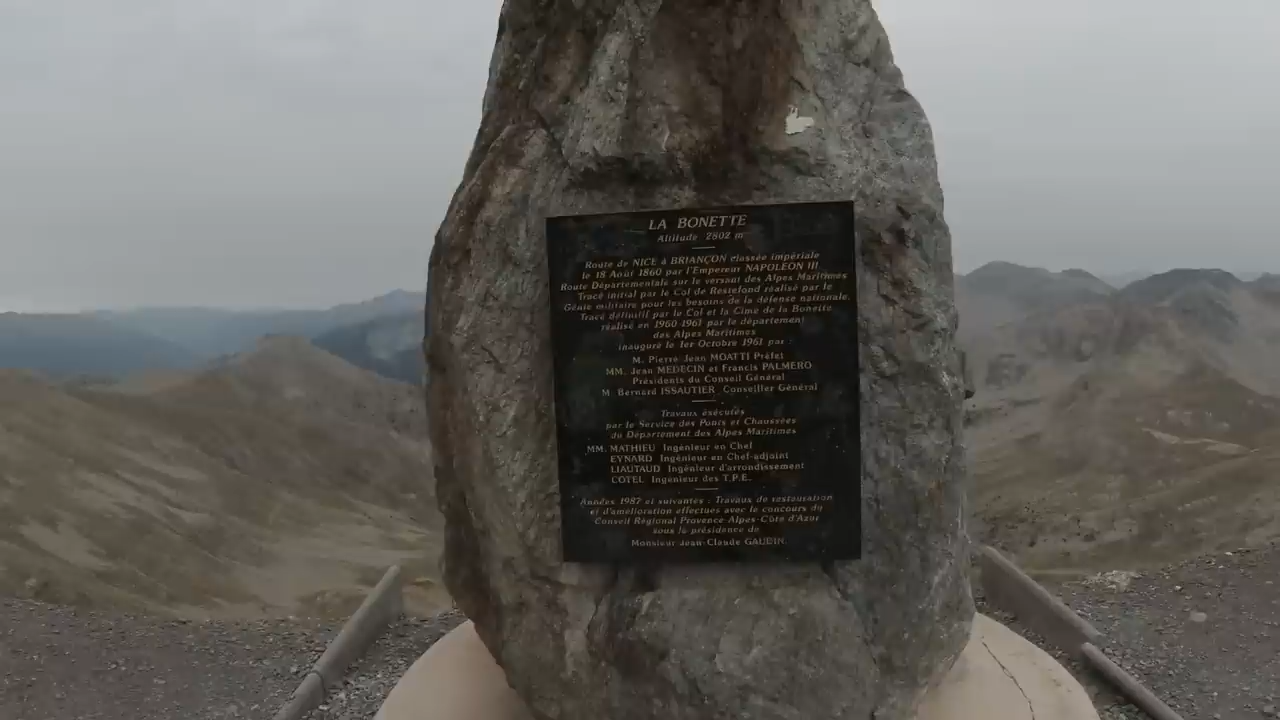 LA BONETTE
Altitude 2802 m
Route de NICE à BRIANÇON classée impériale
le 18 Août 1860 par l'Empereur NAPOLEON III
Route Départementale sur le versant des Alpes Maritimes
Tracé initial par le Col de Restefond réalisé par le
Génie militaire pour les besoins de la défense nationale.
Tracé définitif par le Col et la Cime de la Bonette
réalisé en 1960-1961 par le département
des Alpes Maritimes
inauguré le 1er Octobre 1961 par :
M. Pierre Jean MOATTI Préfet
MM. Jean MEDECIN et Francis PALMERO
Présidents du Conseil Général
M. Bernard ISSAUTIER Conseiller Général
Travaux éxécutés
par le Service des Ponts et Chaussées
du Département des Alpes Maritimes
MM. MATHIEU Ingénieur en Chef
EYNARD Ingénieur en Chef-adjoint
LIAUTAUD Ingénieur d'arrondissement
COTEL Ingénieur des T.P.E.
Années 1987 et suivantes : Travaux de restauration
et d'amélioration effectués avec le concours du
Conseil Régional Provence-Alpes-Côte d'Azur
sous la présidence de
Monsieur Jean-Claude GAUDIN.